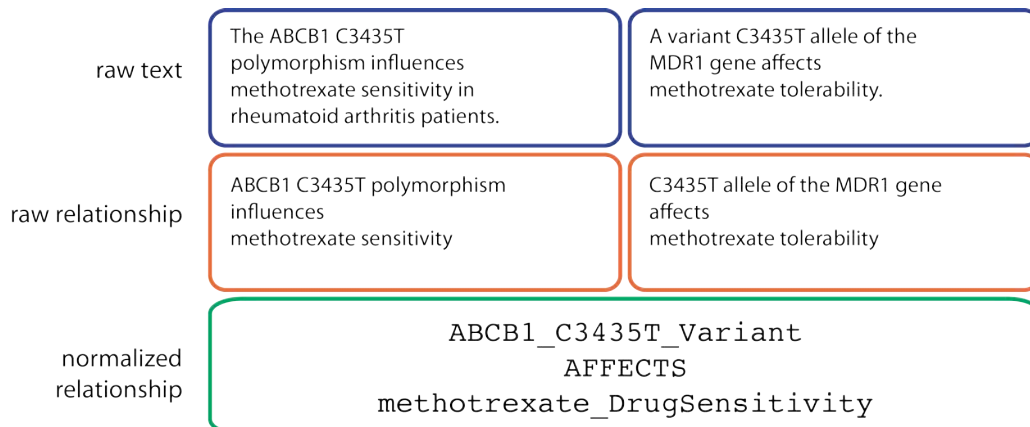 raw text
The ABCB1 C3435T
polymorphism influences
methotrexate sensitivity in
rheumatoid arthritis patients.
A variant C3435T allele of the
MDR1 gene affects
methotrexate tolerability.
raw relationship
ABCB1 C3435T polymorphism
influences
methotrexate sensitivity
C3435T allele of the MDR1 gene
affects
methotrexate tolerability
normalized
relationship
ABCB1_C3435T_Variant
AFFECTS
methotrexate_DrugSensitivity